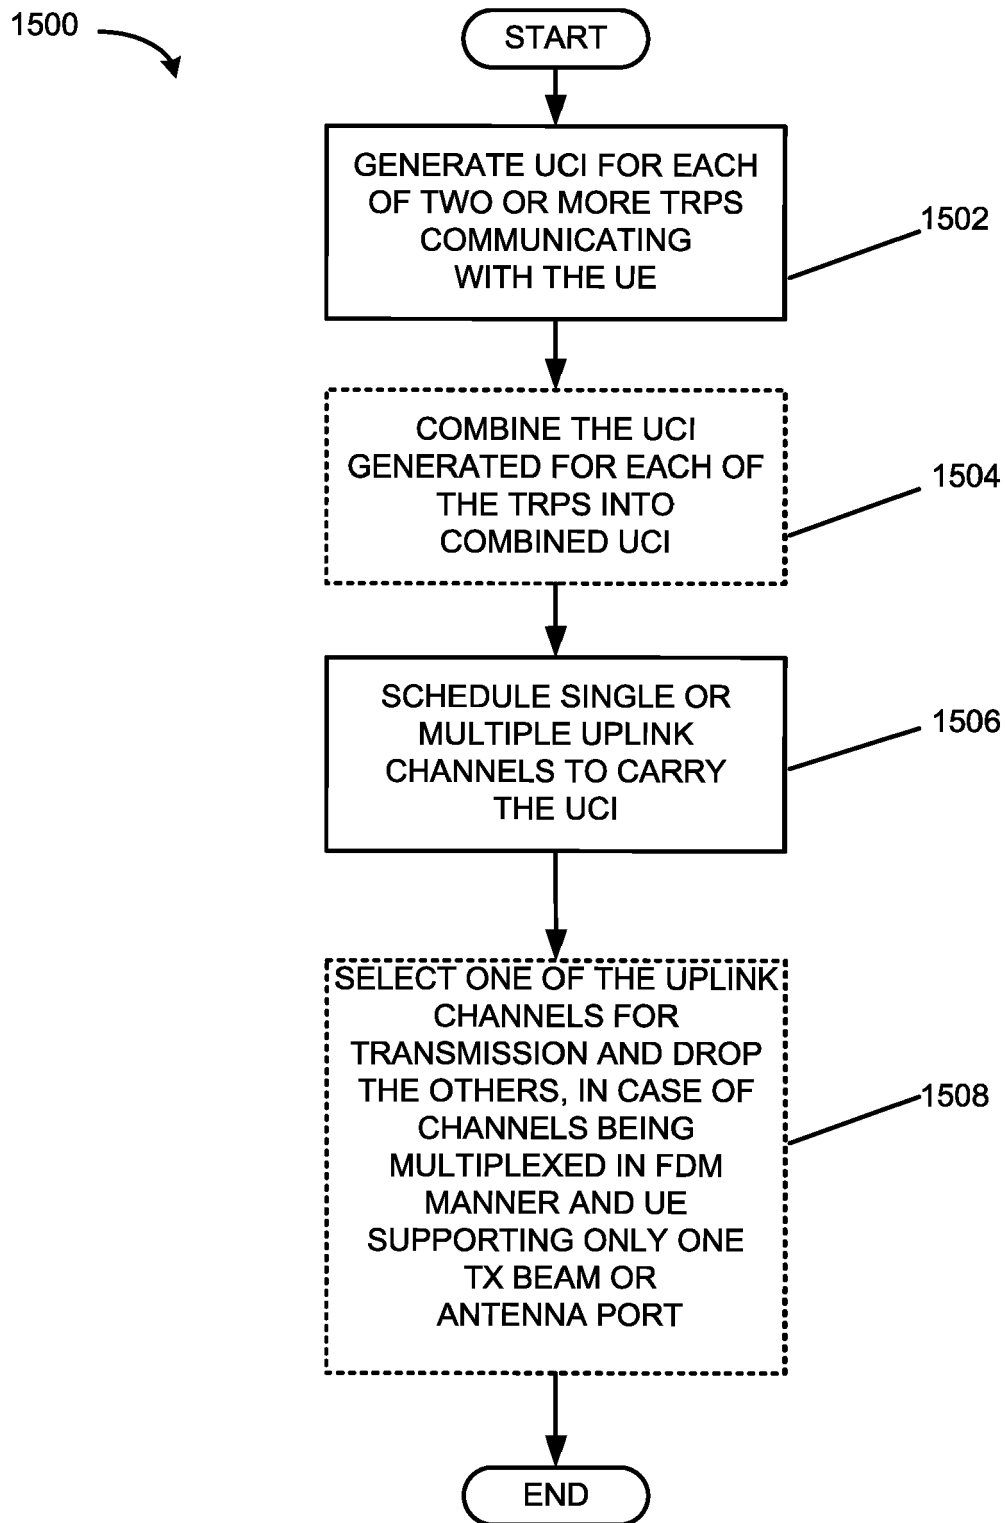 1500
START
GENERATE UCI FOR EACH
OF TWO OR MORE TRPS
COMMUNICATING
WITH THE UE
1502
COMBINE THE UCI
GENERATED FOR EACH OF
THE TRPS INTO
COMBINED UCI
1504
SCHEDULE SINGLE OR
MULTIPLE UPLINK
CHANNELS TO CARRY
THE UCI
1506
SELECT ONE OF THE UPLINK
CHANNELS FOR
TRANSMISSION AND DROP
THE OTHERS, IN CASE OF
CHANNELS BEING
MULTIPLEXED IN FDM
MANNER AND UE
SUPPORTING ONLY ONE
TX BEAM OR
ANTENNA PORT
1508
END